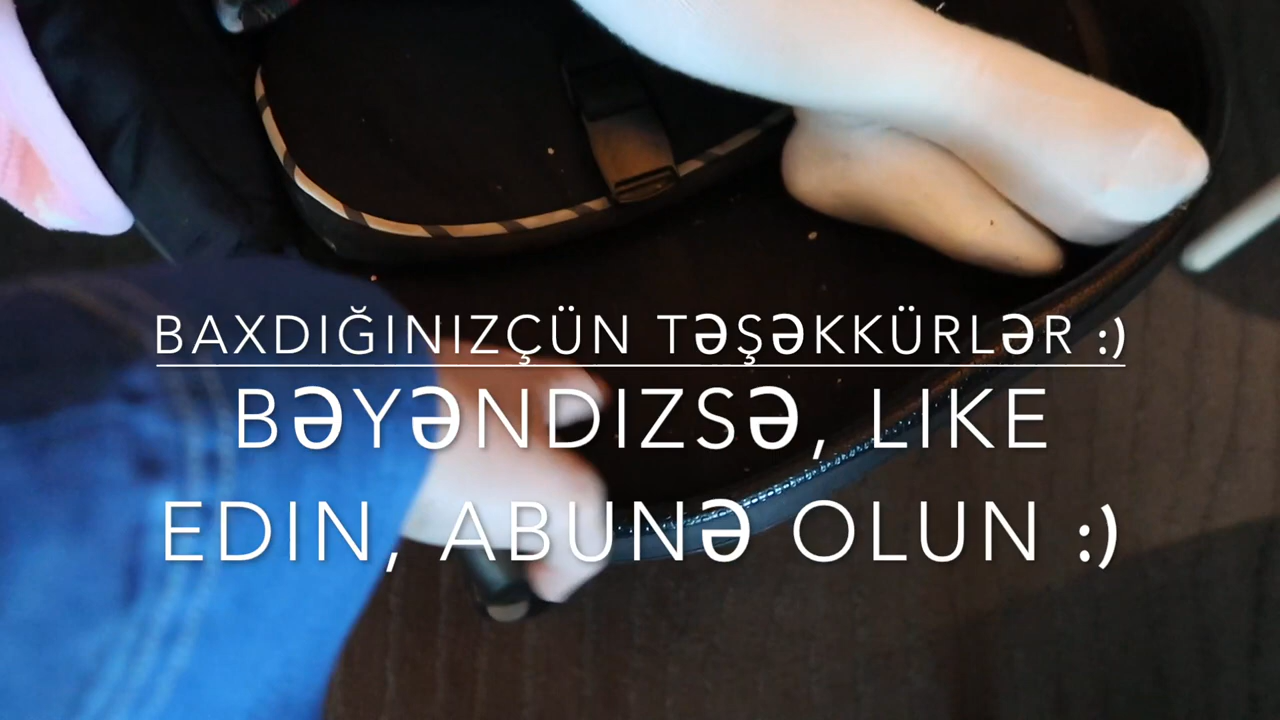 BAXDIĞINIZÇÜN TƏŞƏKKÜRLƏR :)
BƏYƏNDIZSƏ, LIKE
EDIN, ABUNƏ OLUN :)